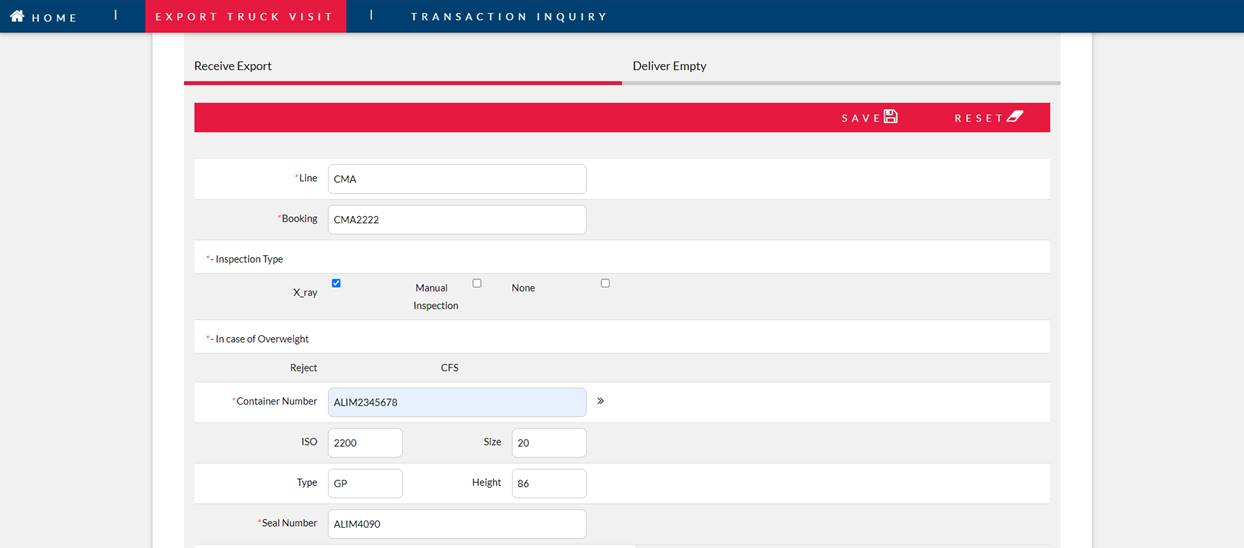 HOME | EXPORT TRUCK VISIT | TRANSACTION INQUIRY
Receive Export Deliver Empty
SAVE RESET
*Line CMA
*Booking CMA2222
*- Inspection Type
X_ray Manual Inspection None
*- In case of Overweight
Reject CFS
*Container Number ALIM2345678 »
ISO 2200 Size 20
Type GP Height 86
*Seal Number ALIM4090